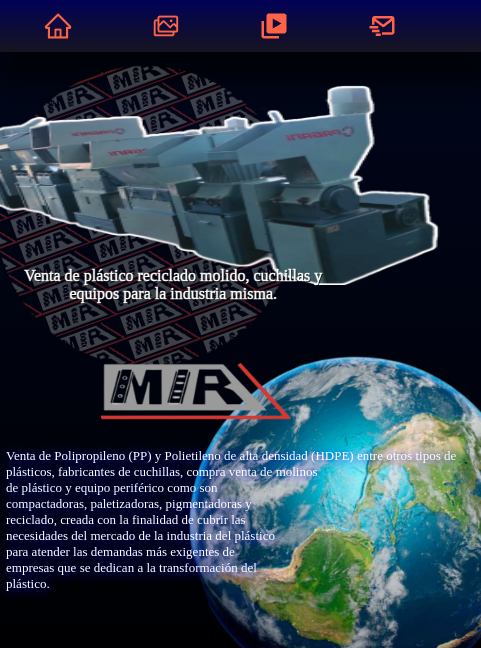 Venta de plástico reciclado molido, cuchillas y
equipos para la industria misma.
MIR
Venta de Polipropileno (PP) y Polietileno de alta densidad (HDPE) entre otros tipos de
plásticos, fabricantes de cuchillas, compra venta de molinos
de plástico y equipo periférico como son
compactadoras, paletizadoras, pigmentadoras y
reciclado, creada con la finalidad de cubrir las
necesidades del mercado de la industria del plástico
para atender las demandas más exigentes de
empresas que se dedican a la transformación del
plástico.